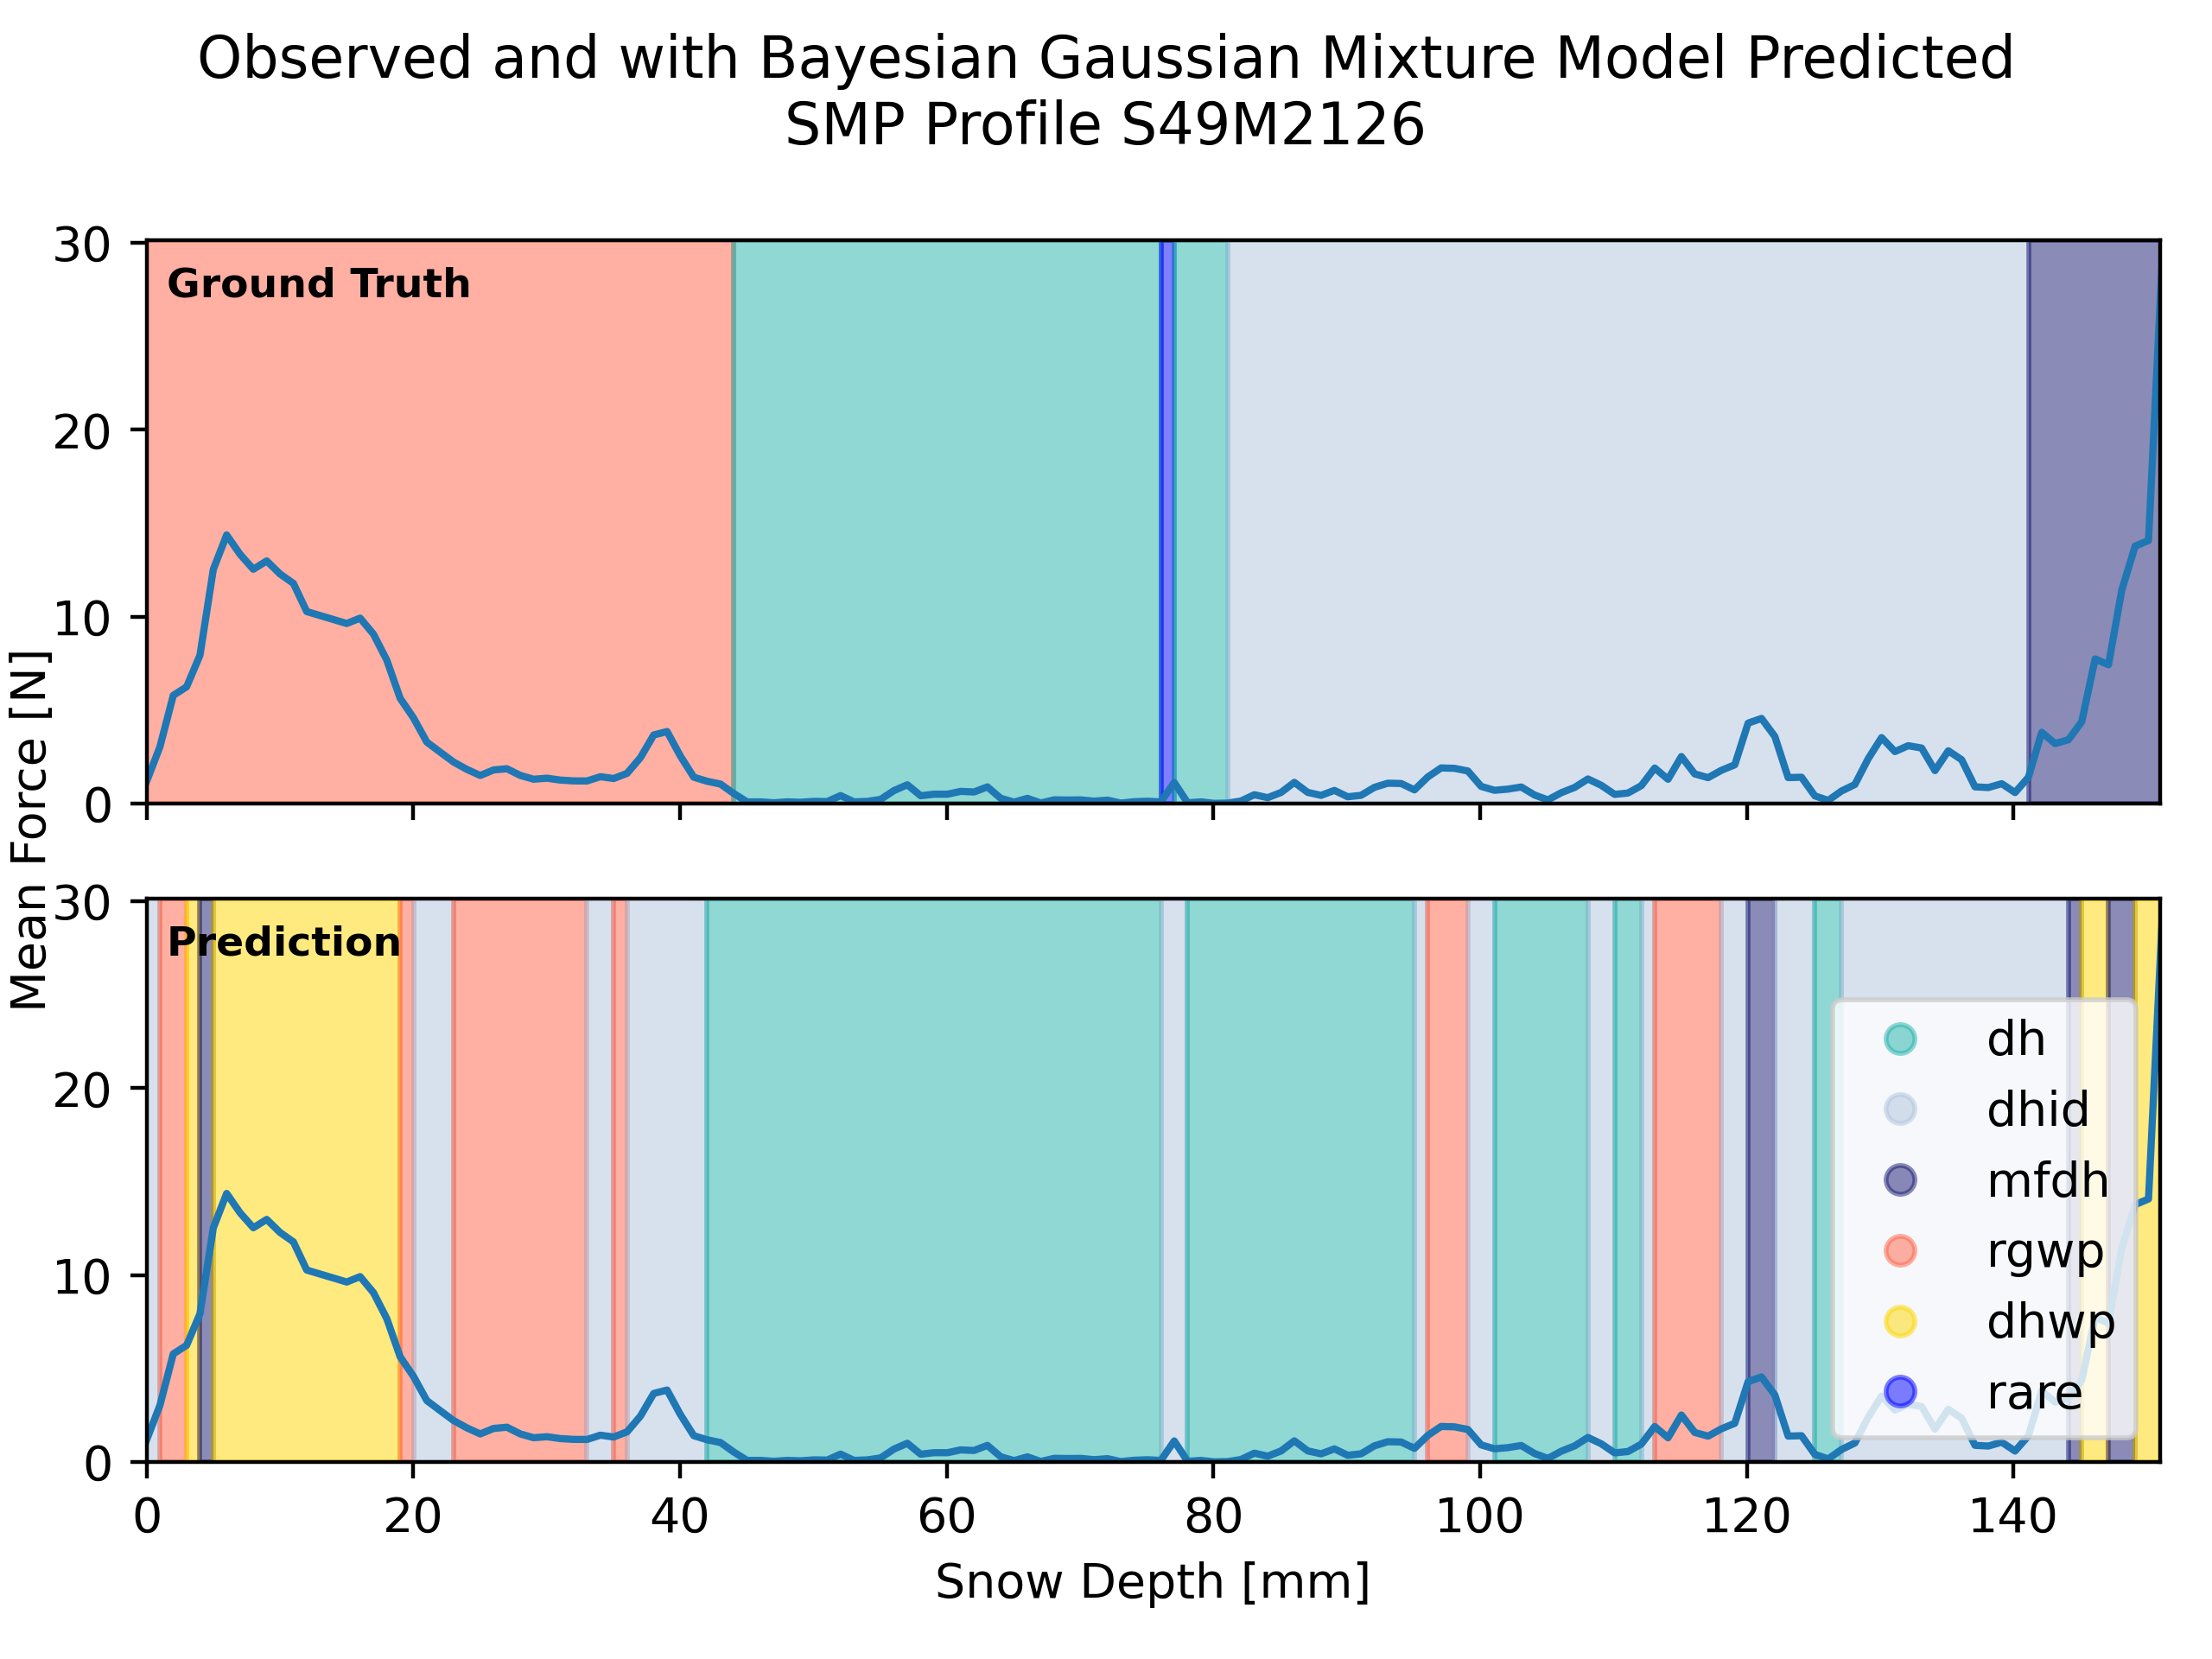 Observed and with Bayesian Gaussian Mixture Model Predicted
SMP Profile S49M2126
30
Ground Truth
20
10
0
Mean Force [N]
30
Prediction
20
10
0
dh
dhid
mfdh
rgwp
dhwp
rare
0 20 40 60 80 100 120 140
Snow Depth [mm]